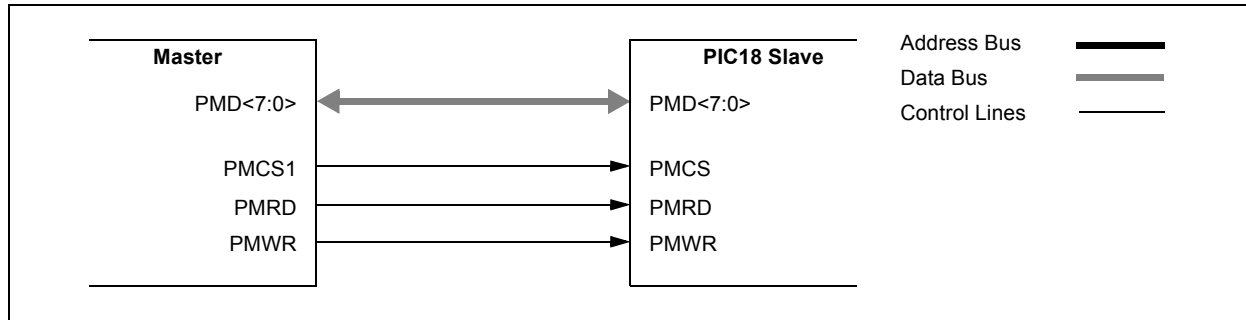 Master
PMD<7:0>
PMCS1
PMRD
PMWR
PIC18 Slave
PMD<7:0>
PMCS
PMRD
PMWR
Address Bus
Data Bus
Control Lines